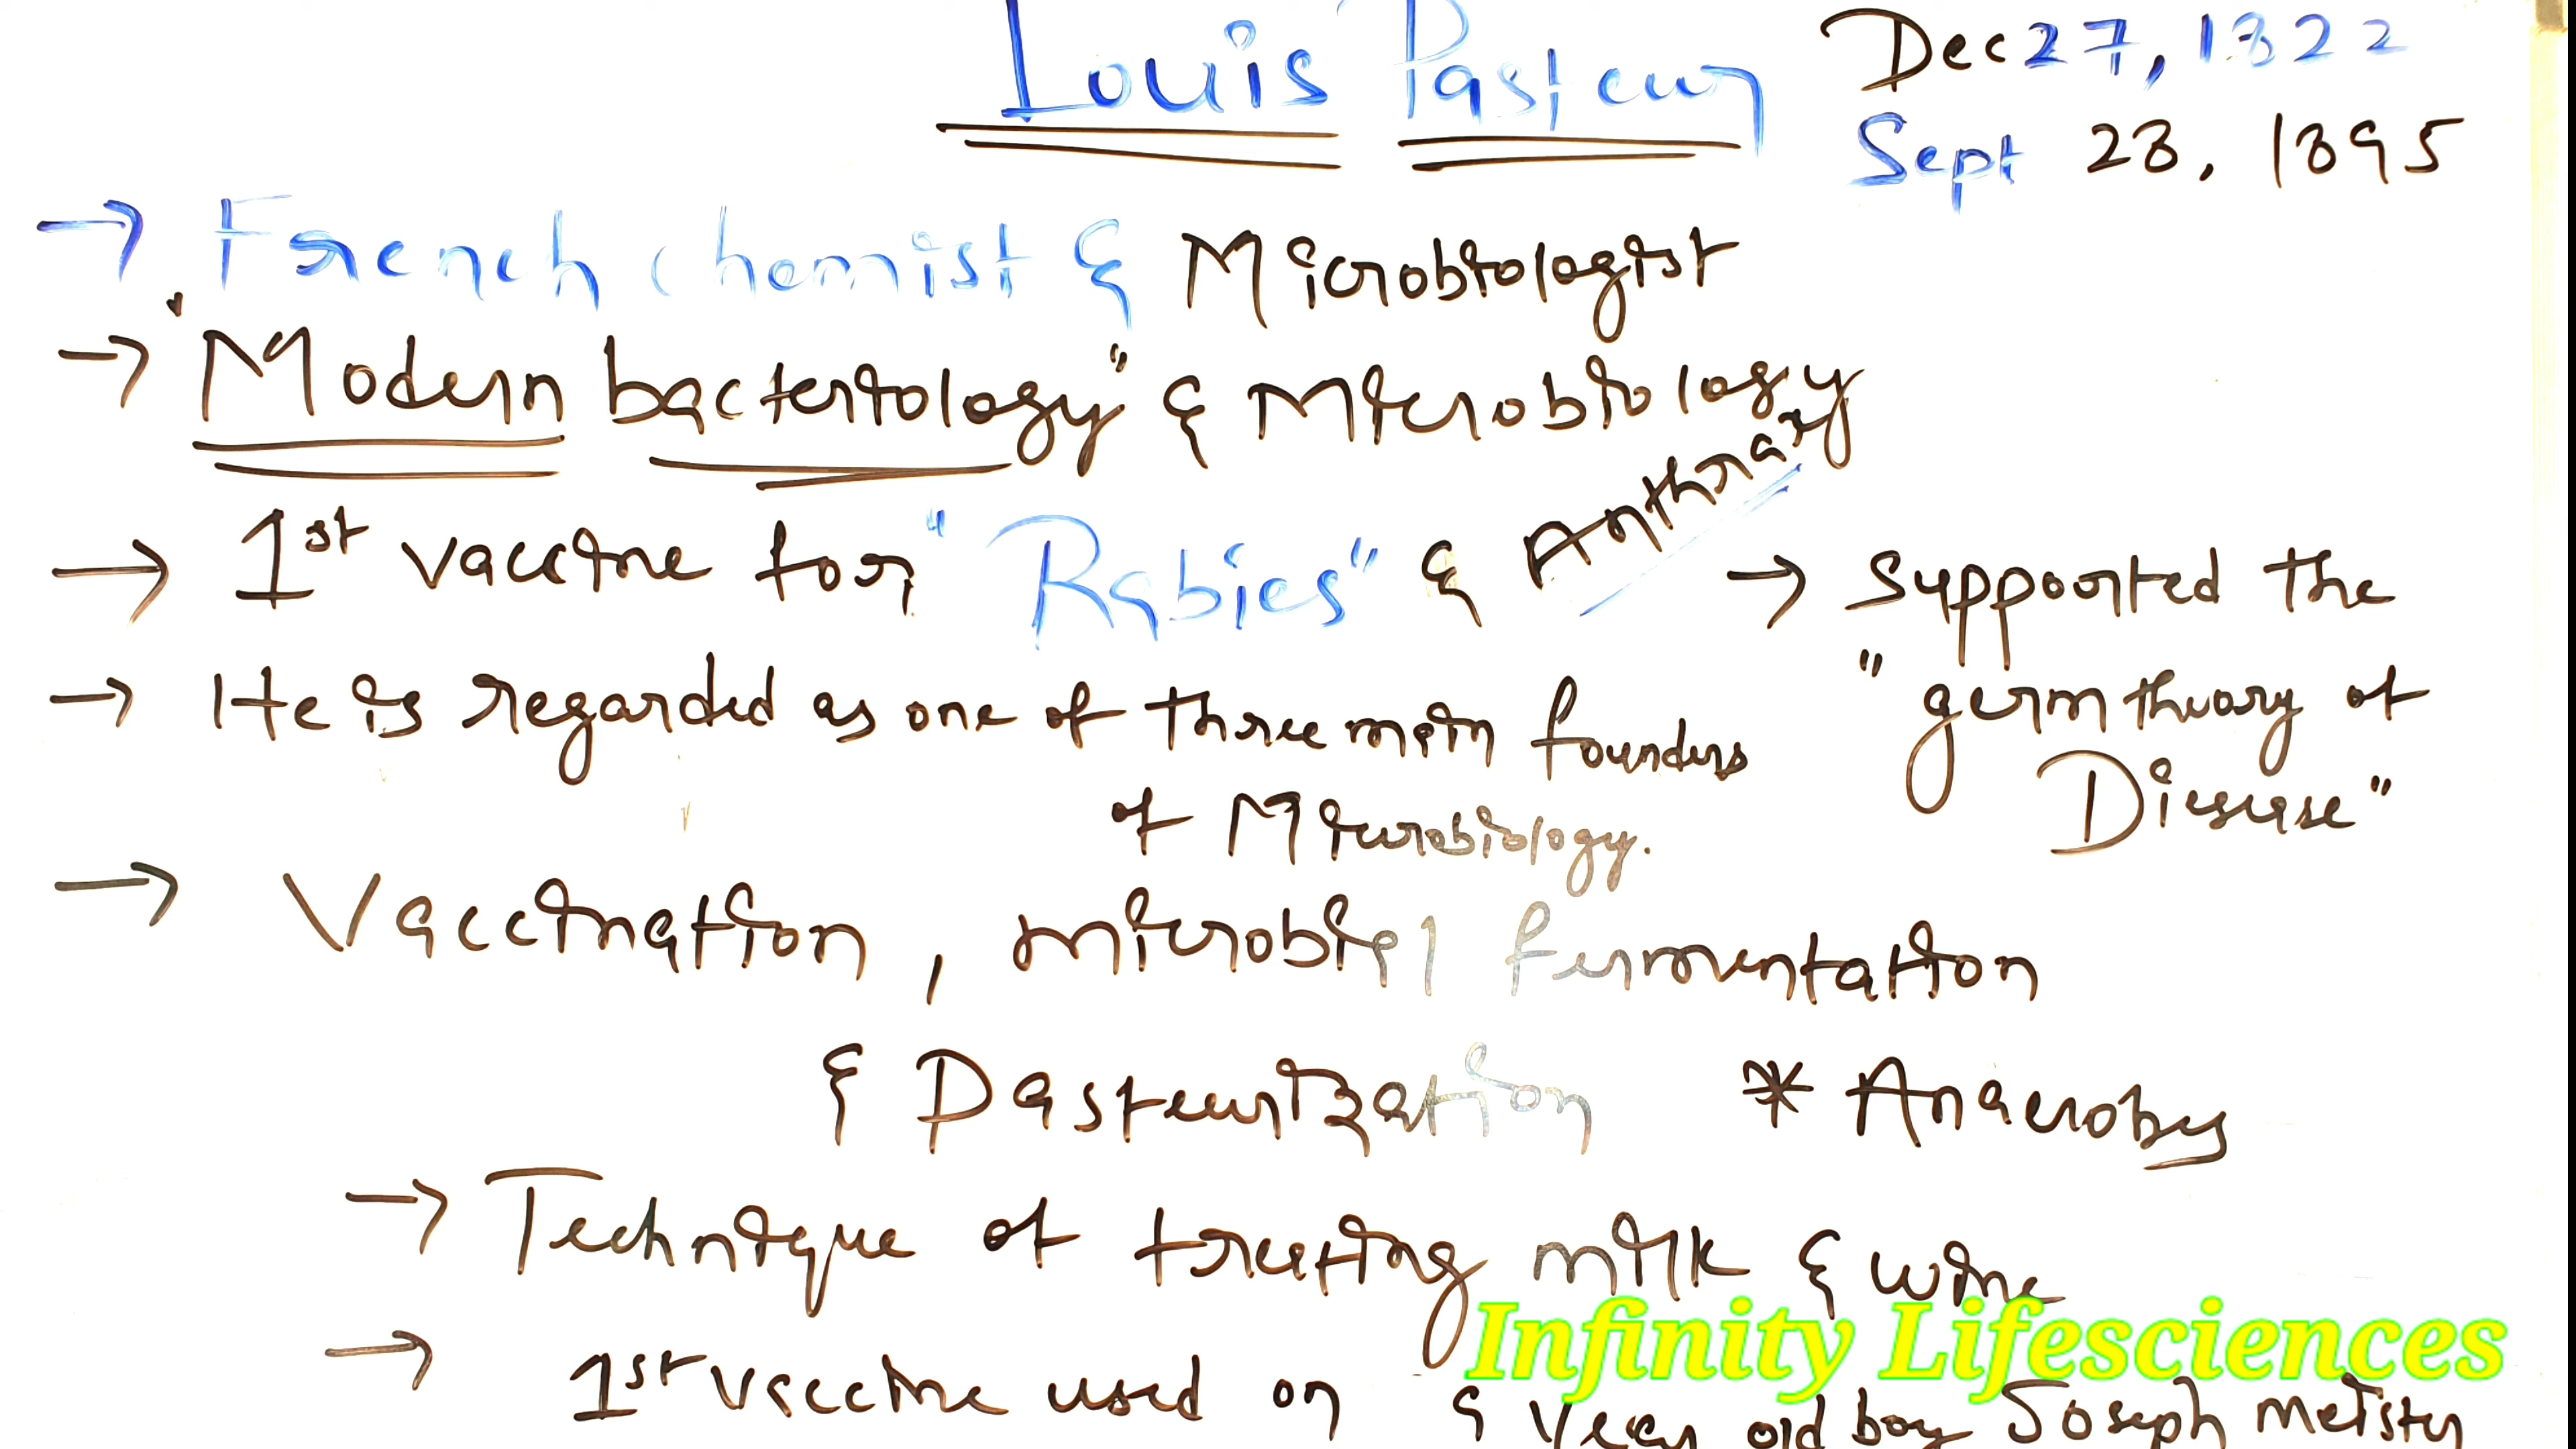 Louis Pasteur
Dec 27, 1822
Sept 28, 1895
→ French chemist & Microbiologist
→ "Modern bacteriology" & Microbiology
→ 1st vaccine for "Rabies" & Anthrax
→ He is regarded as one of three main founders
of Microbiology.
→ Supported the
"germ theory of
Disease"
→ Vaccination, microbial fermentation
& Pasteurization
* Anaeroby
→ Technique of treating milk & wine
→ 1st vaccine used on 9 year old boy Joseph Meister
Infinity Lifesciences